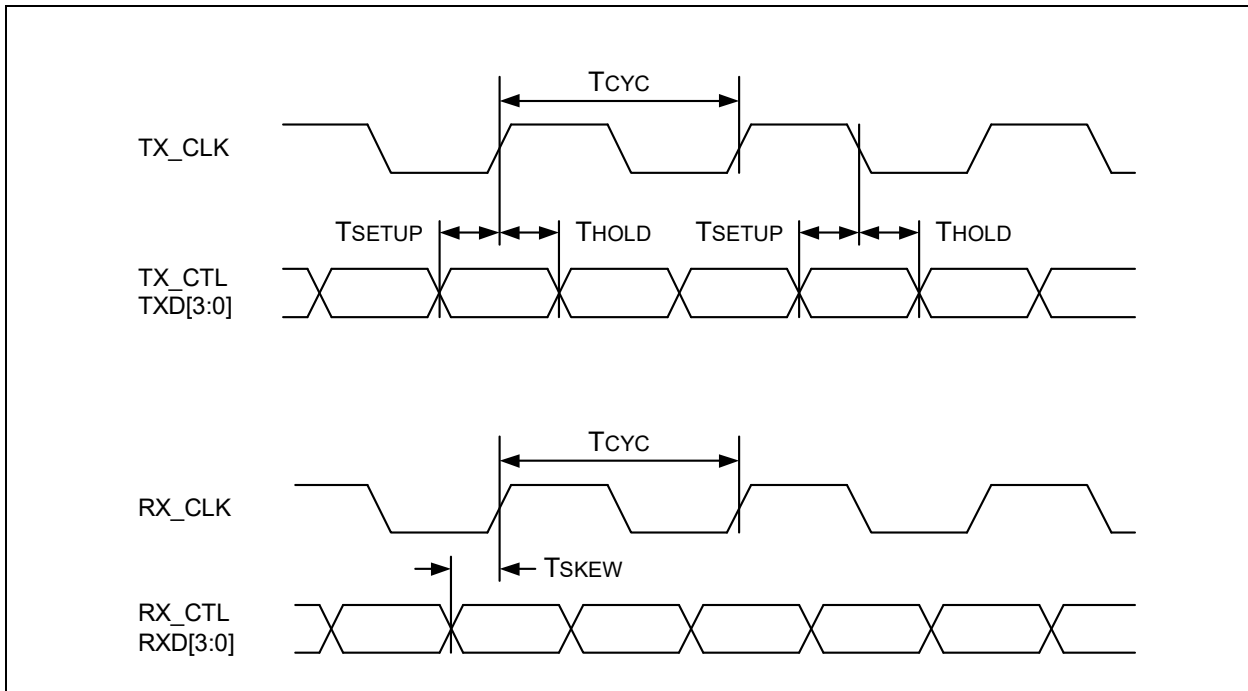 TCYC
TX_CLK
TSETUP THOLD TSETUP THOLD
TX_CTL
TXD[3:0]
TCYC
RX_CLK
TSKEW
RX_CTL
RXD[3:0]